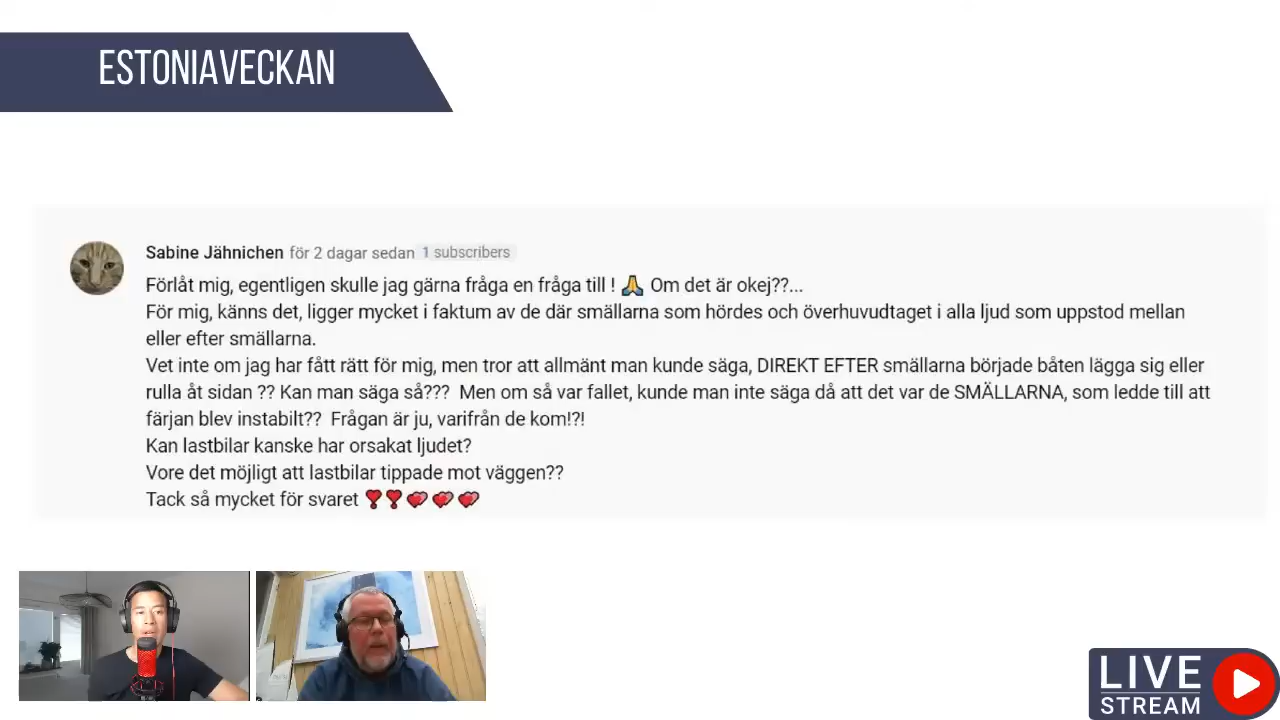 ESTONIAVECKAN
Sabine Jähnichen för 2 dagar sedan 1 subscribers
Förlåt mig, egentligen skulle jag gärna fråga en fråga till ! 🙏 Om det är okej??...
För mig, känns det, ligger mycket i faktum av de där smällarna som hördes och överhuvudtaget i alla ljud som uppstod mellan
eller efter smällarna.
Vet inte om jag har fått rätt för mig, men tror att allmänt man kunde säga, DIREKT EFTER smällarna började båten lägga sig eller
rulla åt sidan ?? Kan man säga så??? Men om så var fallet, kunde man inte säga då att det var de SMÄLLARNA, som ledde till att
färjan blev instabilt?? Frågan är ju, varifrån de kom!?!
Kan lastbilar kanske har orsakat ljudet?
Vore det möjligt att lastbilar tippade mot väggen??
Tack så mycket för svaret ❣❣💕💕💕
LIVE
STREAM